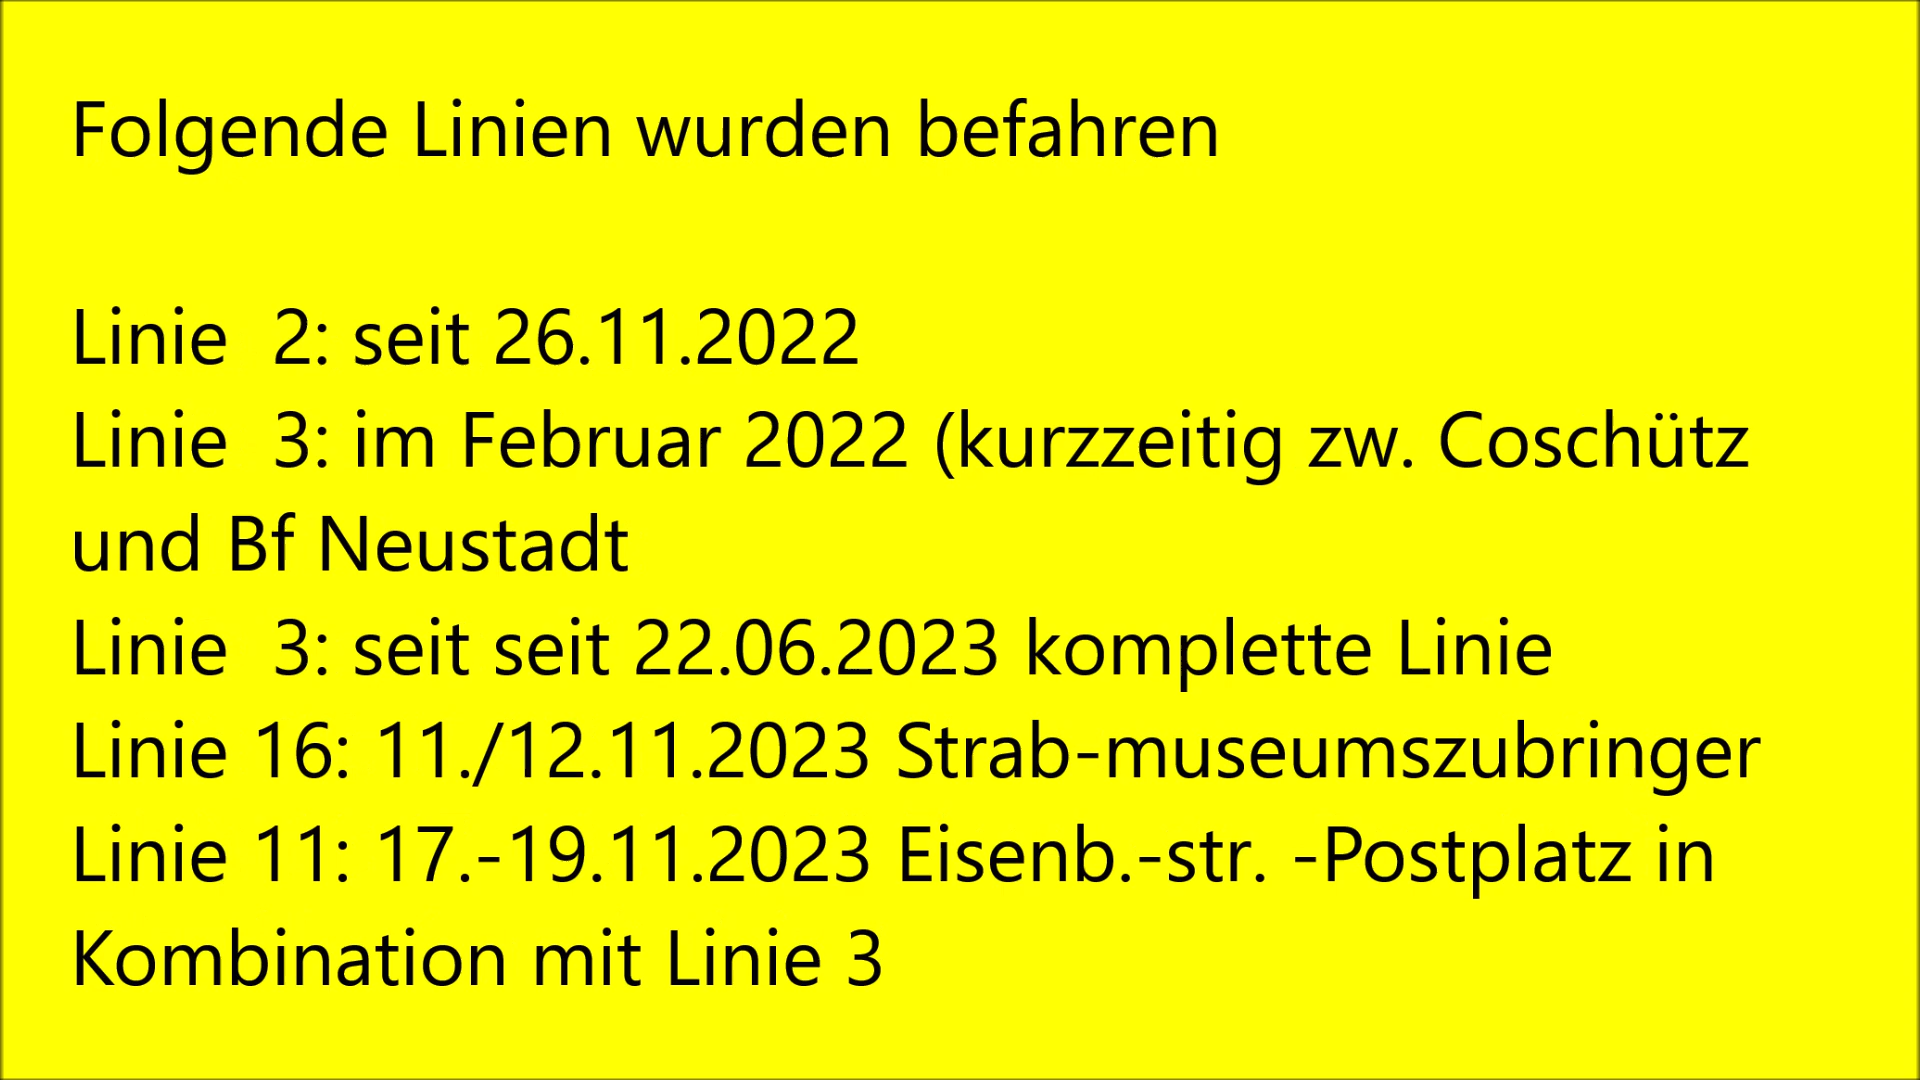 Folgende Linien wurden befahren
Linie  2: seit 26.11.2022
Linie  3: im Februar 2022 (kurzzeitig zw. Coschütz
und Bf Neustadt
Linie  3: seit seit 22.06.2023 komplette Linie
Linie 16: 11./12.11.2023 Strab-museumszubringer
Linie 11: 17.-19.11.2023 Eisenb.-str. -Postplatz in
Kombination mit Linie 3